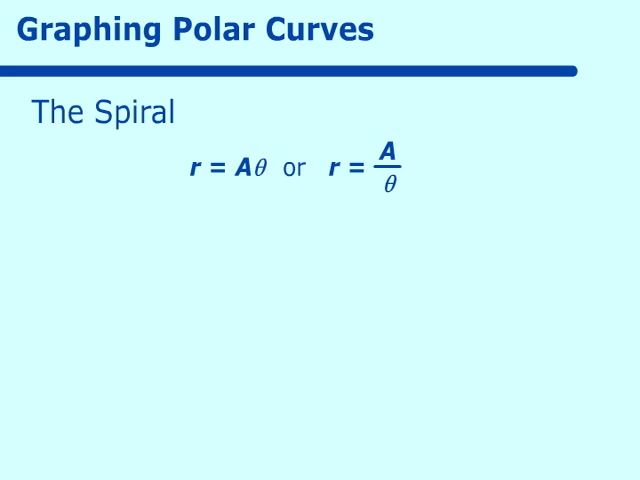 Graphing Polar Curves
The Spiral
r = Aθ or r = A/θ